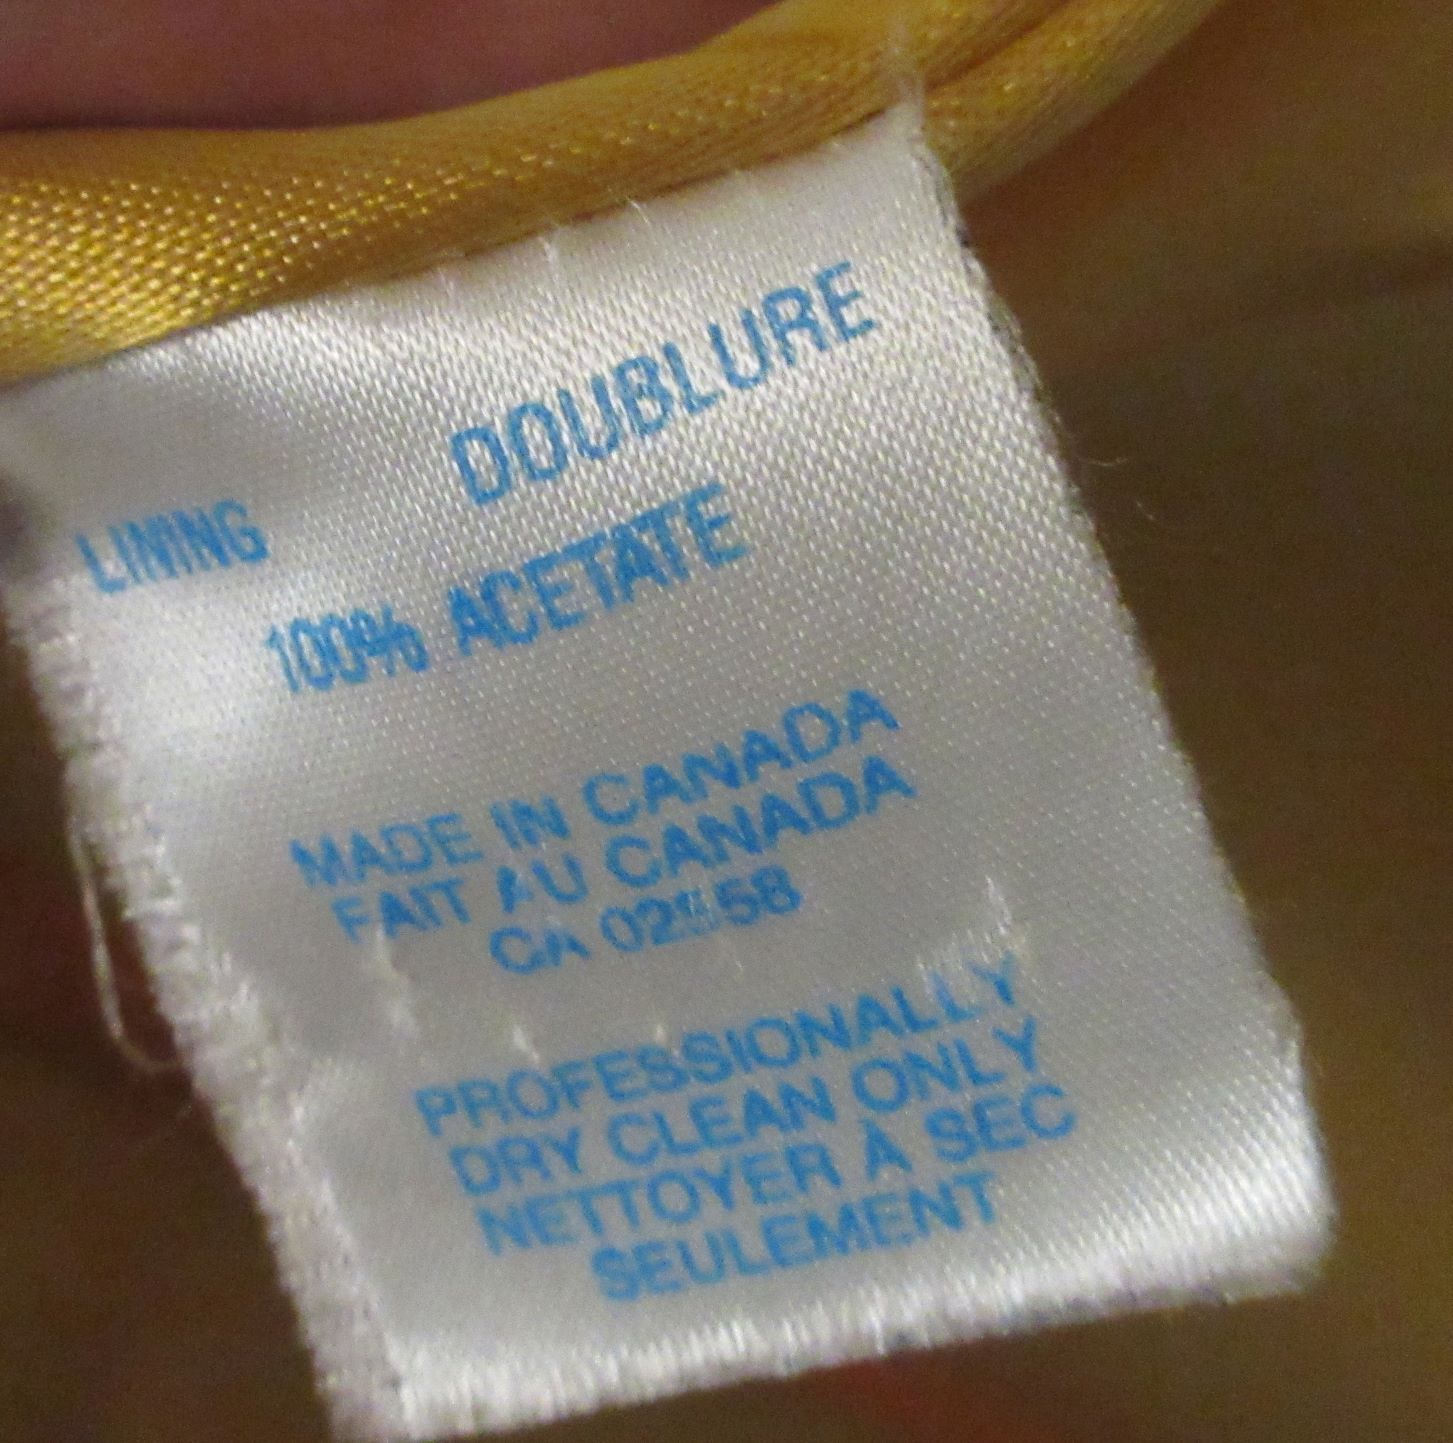 LINING DOUBLURE
100% ACETATE
MADE IN CANADA
FAIT AU CANADA
CA
PROFESSIONALLY
DRY CLEAN ONLY
NETTOYER À SEC
SEULEMENT